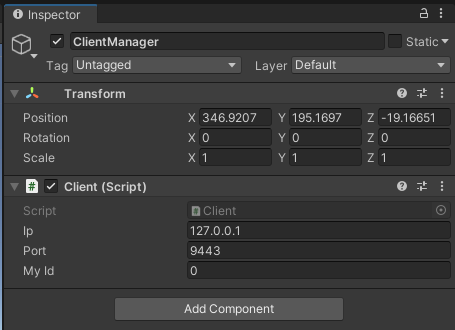 Inspector
ClientManager
Static
Tag Untagged Layer Default
Transform
Position X 346.9207 Y 195.1697 Z -19.16651
Rotation X 0 Y 0 Z 0
Scale X 1 Y 1 Z 1
# Client (Script)
Script # Client
Ip 127.0.0.1
Port 9443
My Id 0
Add Component